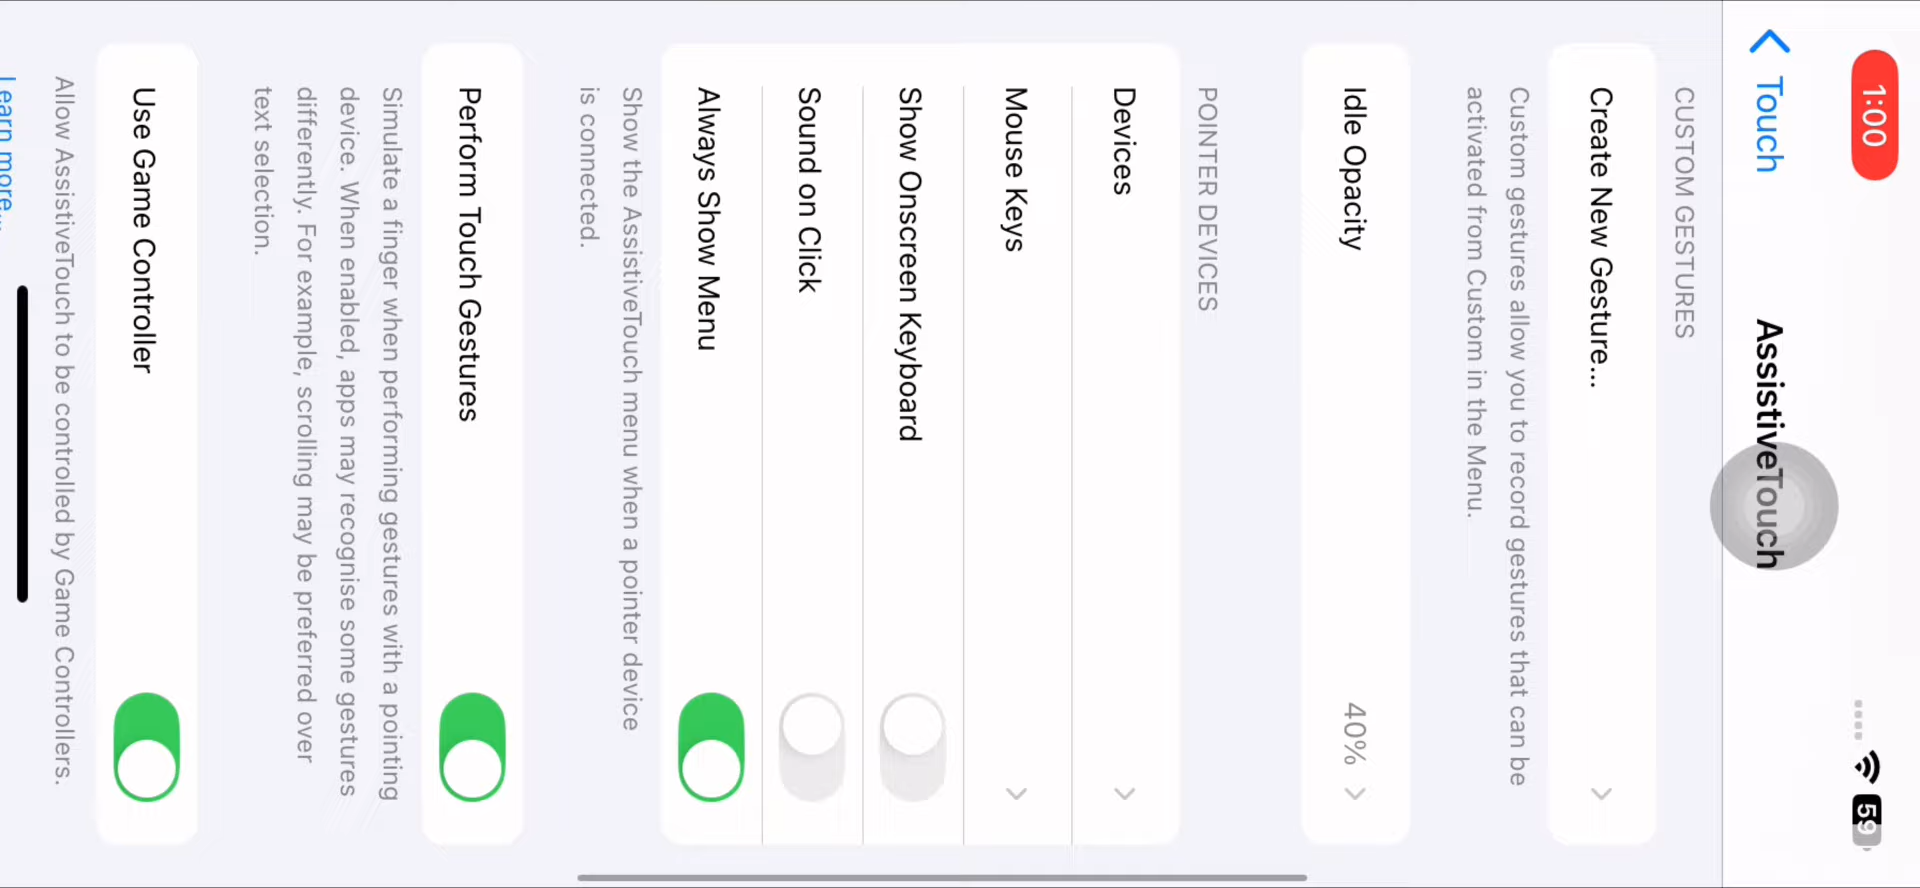 1:00
59
Touch
AssistiveTouch
CUSTOM GESTURES
Create New Gesture...
Custom gestures allow you to record gestures that can be
activated from Custom in the Menu.
Idle Opacity
40%
POINTER DEVICES
Devices
Mouse Keys
Show Onscreen Keyboard
Sound on Click
Always Show Menu
Show the AssistiveTouch menu when a pointer device
is connected.
Perform Touch Gestures
Simulate a finger when performing gestures with a pointing
device. When enabled, apps may recognise some gestures
differently. For example, scrolling may be preferred over
text selection.
Use Game Controller
Allow AssistiveTouch to be controlled by Game Controllers.
Learn more...